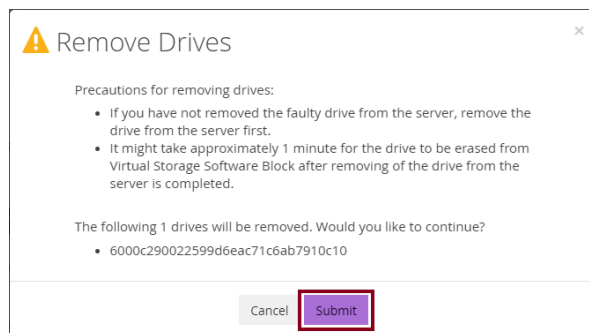 Remove Drives
×
Precautions for removing drives:
• If you have not removed the faulty drive from the server, remove the
drive from the server first.
• It might take approximately 1 minute for the drive to be erased from
Virtual Storage Software Block after removing of the drive from the
server is completed.
The following 1 drives will be removed. Would you like to continue?
• 6000c290022599d6eac71c6ab7910c10
Cancel Submit